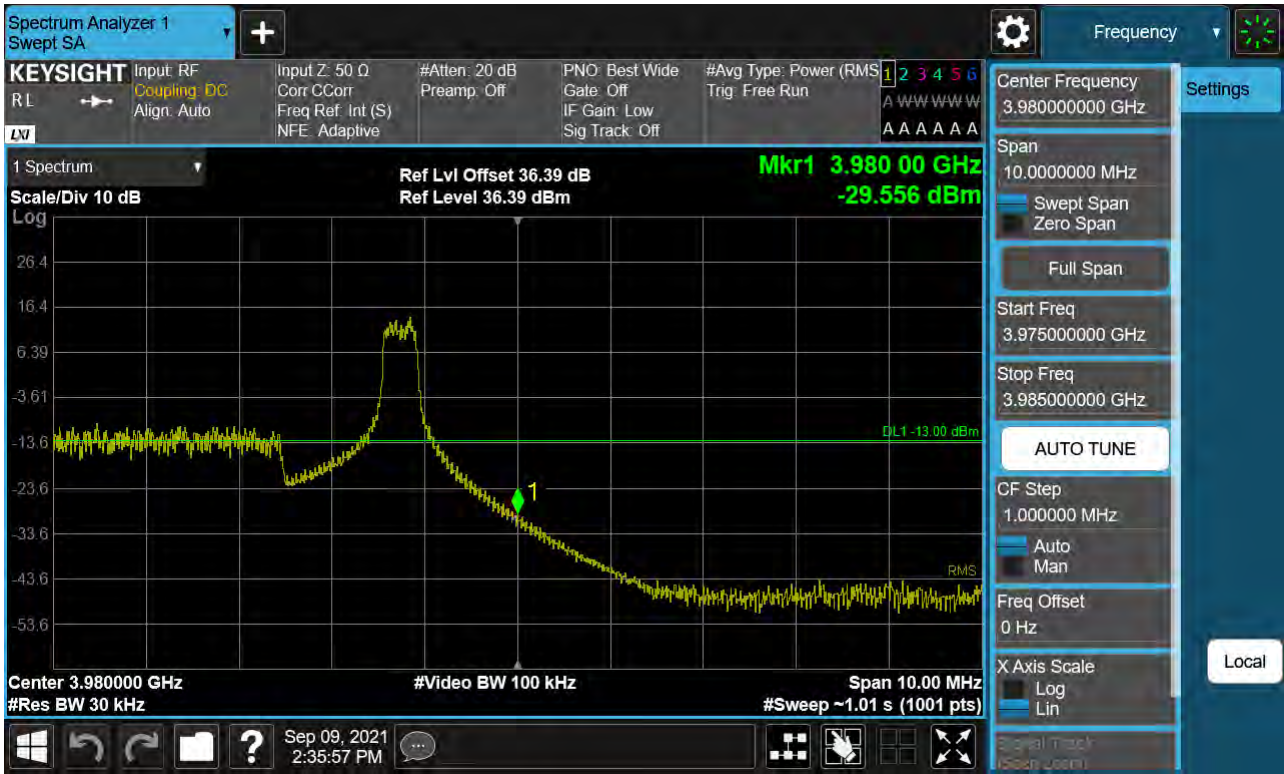 Spectrum Analyzer 1
Swept SA
+
Frequency
KEYSIGHT
RL
LXI
Input: RF
Coupling: DC
Align: Auto
Input Z: 50 Ω
Corr CCorr
Freq Ref: Int (S)
NFE: Adaptive
#Atten: 20 dB
Preamp: Off
PNO: Best Wide
Gate: Off
IF Gain: Low
Sig Track: Off
#Avg Type: Power (RMS
Trig: Free Run
1 2 3 4 5 6
A W W W W W
A A A A A A
1 Spectrum
Scale/Div 10 dB
Log
Ref Lvl Offset 36.39 dB
Ref Level 36.39 dBm
Mkr1 3.980 00 GHz
-29.556 dBm
26.4
16.4
6.39
-3.61
-13.6
-23.6
-33.6
-43.6
-53.6
DL1 -13.00 dBm
1
RMS
Center 3.980000 GHz
#Res BW 30 kHz
#Video BW 100 kHz
Span 10.00 MHz
#Sweep ~1.01 s (1001 pts)
Center Frequency
3.980000000 GHz
Settings
Span
10.0000000 MHz
Swept Span
Zero Span
Full Span
Start Freq
3.975000000 GHz
Stop Freq
3.985000000 GHz
AUTO TUNE
CF Step
1.000000 MHz
Auto
Man
Freq Offset
0 Hz
X Axis Scale
Log
Lin
Signal Track
(Span Zoom)
Local
?
Sep 09, 2021
2:35:57 PM